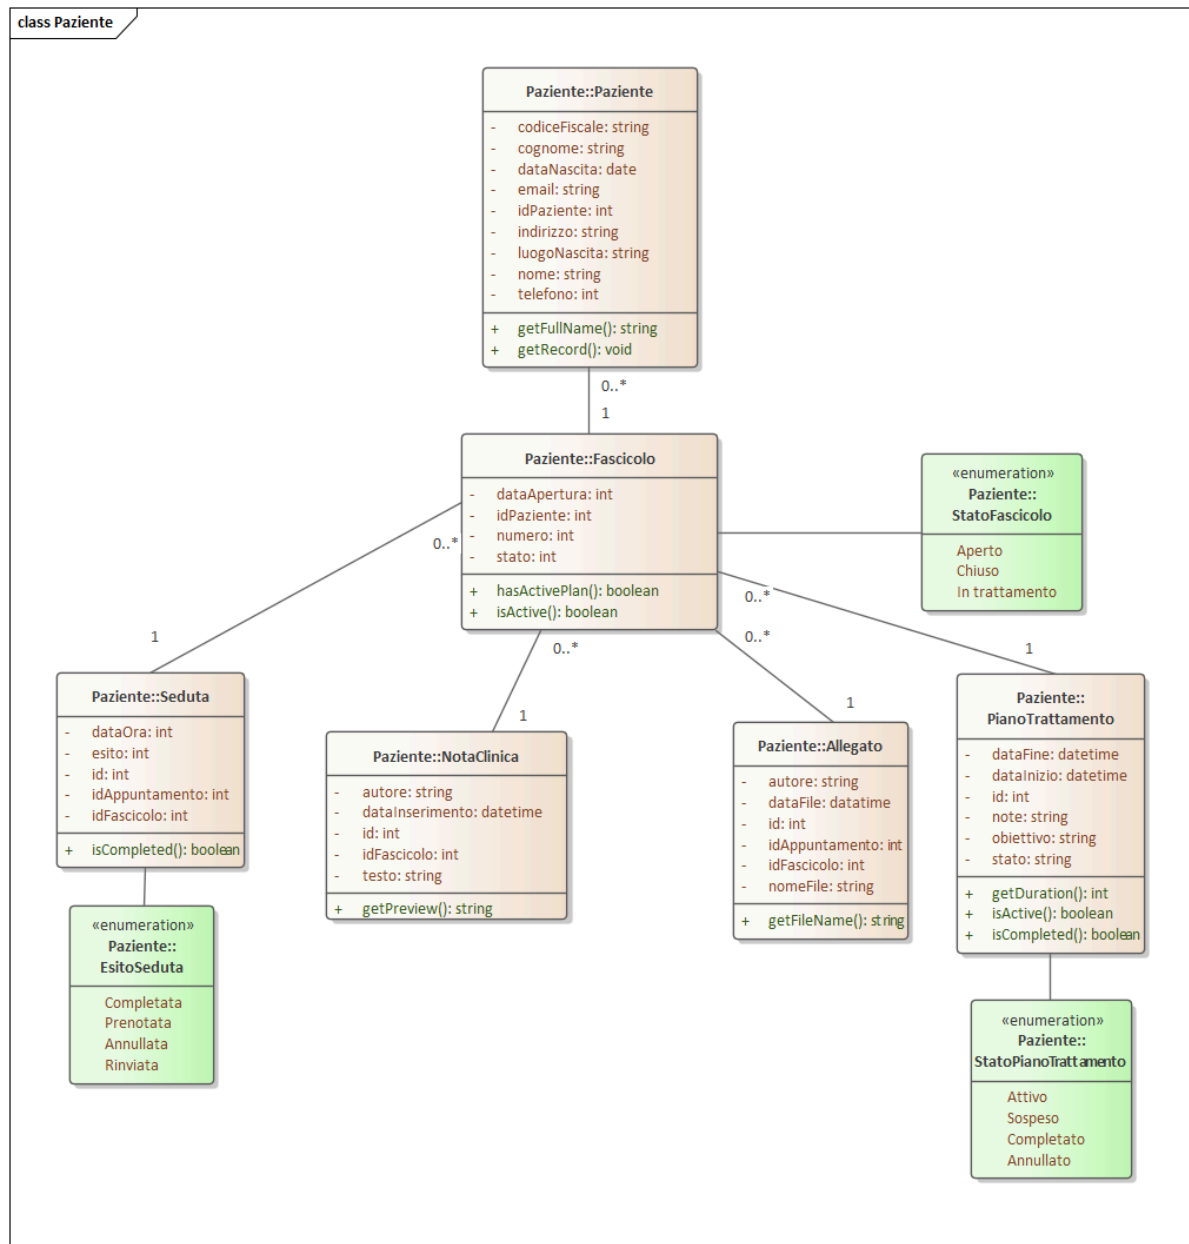 class Paziente
Paziente::Paziente
- codiceFiscale: string
- cognome: string
- dataNascita: date
- email: string
- idPaziente: int
- indirizzo: string
- luogoNascita: string
- nome: string
- telefono: int
+ getFullName(): string
+ getRecord(): void
0..*
1
Paziente::Fascicolo
- dataApertura: int
- idPaziente: int
- numero: int
- stato: int
+ hasActivePlan(): boolean
+ isActive(): boolean
«enumeration»
Paziente::
StatoFascicolo
Aperto
Chiuso
In trattamento
0..*
1
0..*
1
0..*
1
0..*
1
Paziente::Seduta
- dataOra: int
- esito: int
- id: int
- idAppuntamento: int
- idFascicolo: int
+ isCompleted(): boolean
Paziente::NotaClinica
- autore: string
- dataInserimento: datetime
- id: int
- idFascicolo: int
- testo: string
+ getPreview(): string
Paziente::Allegato
- autore: string
- dataFile: datatime
- id: int
- idAppuntamento: int
- idFascicolo: int
- nomeFile: string
+ getFileName(): string
Paziente::
PianoTrattamento
- dataFine: datetime
- dataInizio: datetime
- id: int
- note: string
- obiettivo: string
- stato: string
+ getDuration(): int
+ isActive(): boolean
+ isCompleted(): boolean
«enumeration»
Paziente::
EsitoSeduta
Completata
Prenotata
Annullata
Rinviata
«enumeration»
Paziente::
StatoPianoTrattamento
Attivo
Sospeso
Completato
Annullato